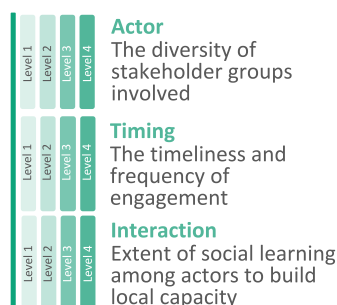 Level 1 Level 2 Level 3 Level 4
Actor
The diversity of
stakeholder groups
involved
Level 1 Level 2 Level 3 Level 4
Timing
The timeliness and
frequency of
engagement
Level 1 Level 2 Level 3 Level 4
Interaction
Extent of social learning
among actors to build
local capacity